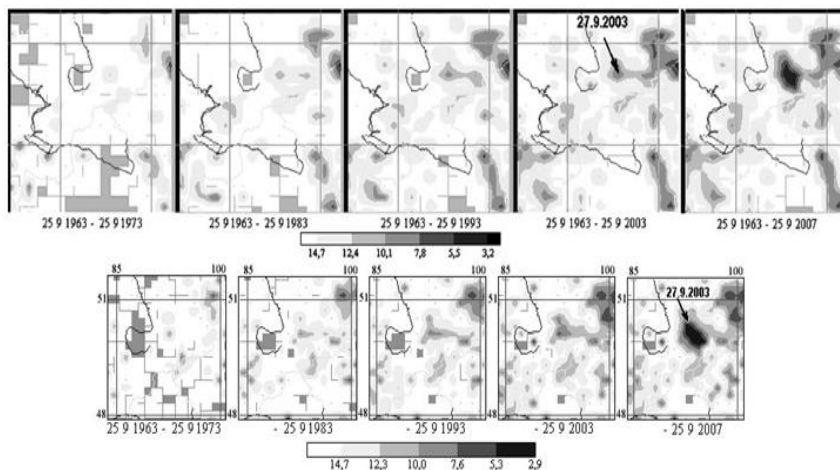 27.9.2003
25 9 1963 - 25 9 1973
25 9 1963 - 25 9 1983
25 9 1963 - 25 9 1993
25 9 1963 - 25 9 2003
25 9 1963 - 25 9 2007
14,7 12,4 10,1 7,8 5,5 3,2
85 100 85 100 85 100 85 100 85 100
51 51 51 51 51
27.9.2003
48 48 48 48 48
25 9 1963 - 25 9 1973
- 25 9 1983
- 25 9 1993
- 25 9 2003
- 25 9 2007
14,7 12,3 10,0 7,6 5,3 2,9